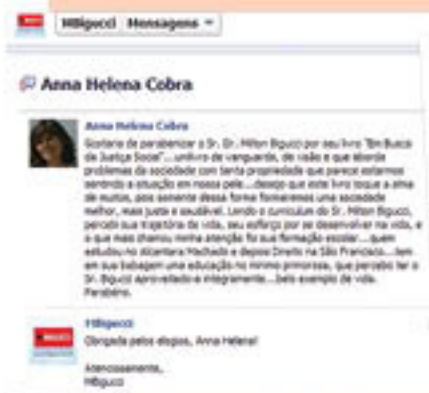 MBigucci Mensagens
Anna Helena Cobra
Anna Helena Cobra
Gostaria de parabenizar o Sr. Dr. Milton Bigucci por seu livro "Em Busca
da Justiça Social"... um livro de vanguarda, de visão e que aborda
problemas da sociedade com tanta propriedade que parece estarmos
sentindo a situação em nossa pele...desejo que este livro toque a alma
de muitos, pois somente dessa forma formaremos uma sociedade
melhor, mais justa e saudável. Lendo o curriculum do Sr. Milton Bigucci,
percebi sua trajetória de vida, seu esforço por se desenvolver na vida, e
o que mais chamou minha atenção foi sua formação escolar...quem
estudou no Alcantara Machado e depois Direito na São Francisco...tem
em sua bagagem uma educação no mínimo primorosa, que percebo ter o
Sr. Bigucci aproveitado e integramente...belo exemplo de vida.
Parabéns.
MBigucci
Obrigada pelos elogios, Anna Helena!
Atenciosamente,
MBigucci